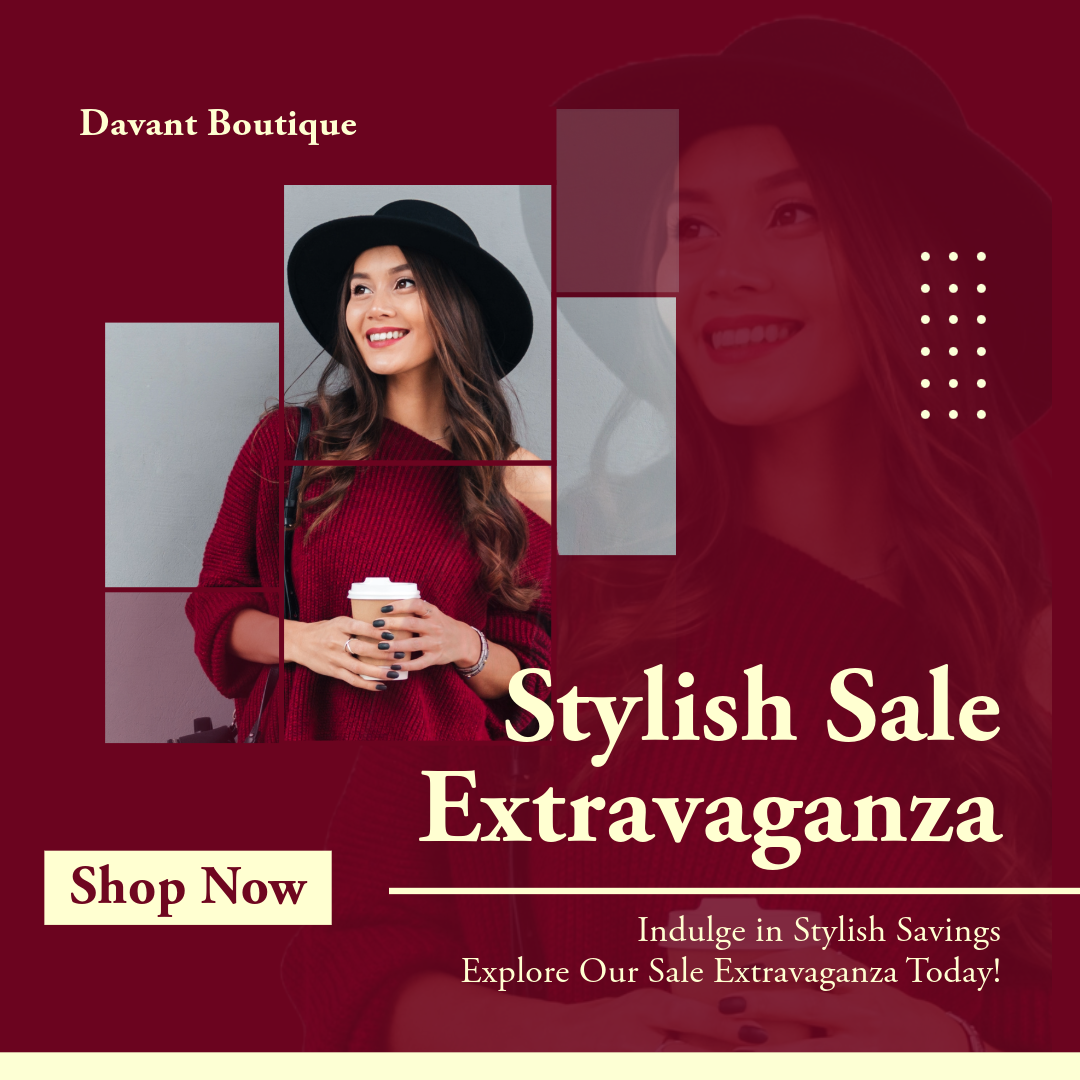 Davant Boutique
Stylish Sale
Extravaganza
Shop Now
Indulge in Stylish Savings
Explore Our Sale Extravaganza Today!